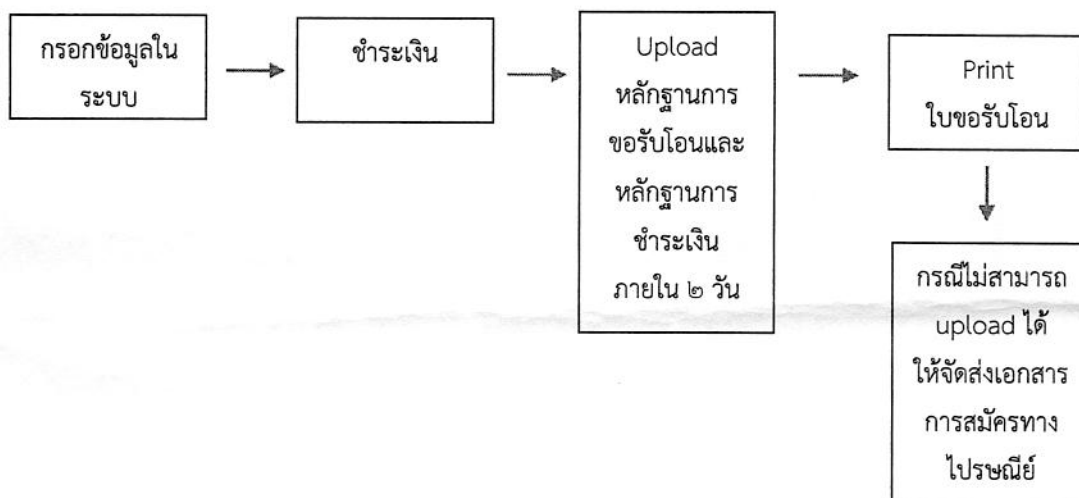 กรอกข้อมูลใน
ระบบ
ชำระเงิน
Upload
หลักฐานการ
ขอรับโอนและ
หลักฐานการ
ชำระเงิน
ภายใน ๒ วัน
Print
ใบขอรับโอน
กรณีไม่สามารถ
upload ได้
ให้จัดส่งเอกสาร
การสมัครทาง
ไปรษณีย์